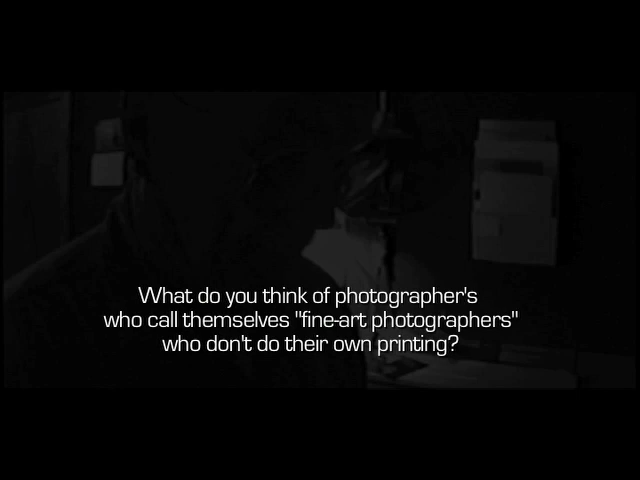 What do you think of photographer's
who call themselves "fine-art photographers"
who don't do their own printing?